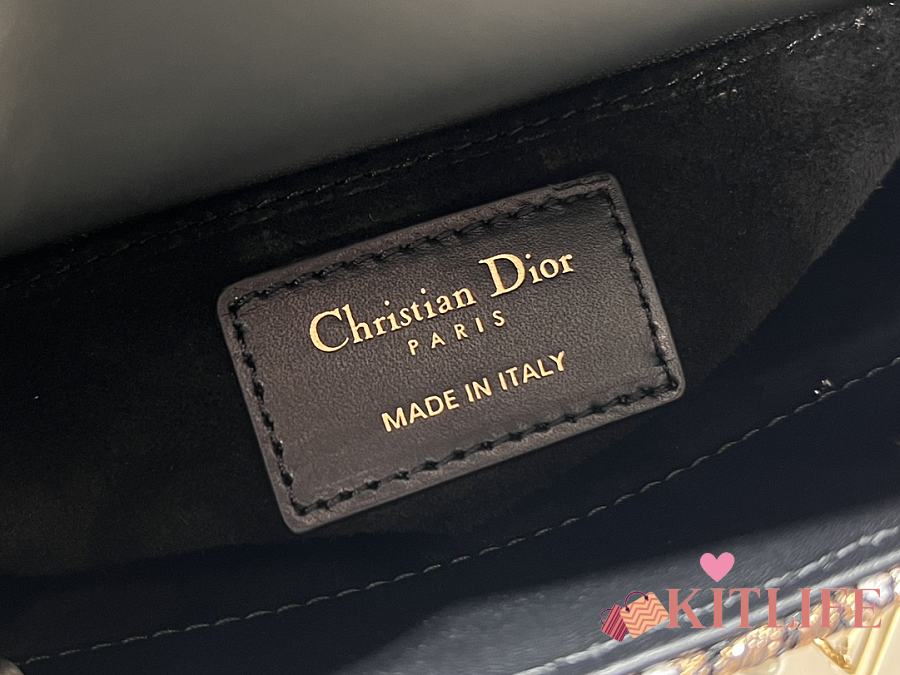 Christian Dior
PARIS
MADE IN ITALY
KITLIFE